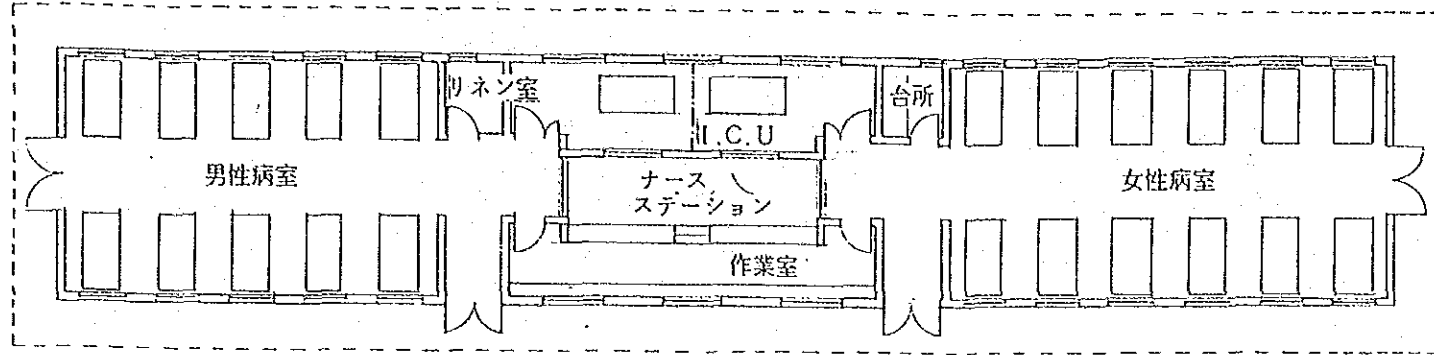 リネン室
台所
I.C.U
男性病室
ナース
ステーション
女性病室
作業室